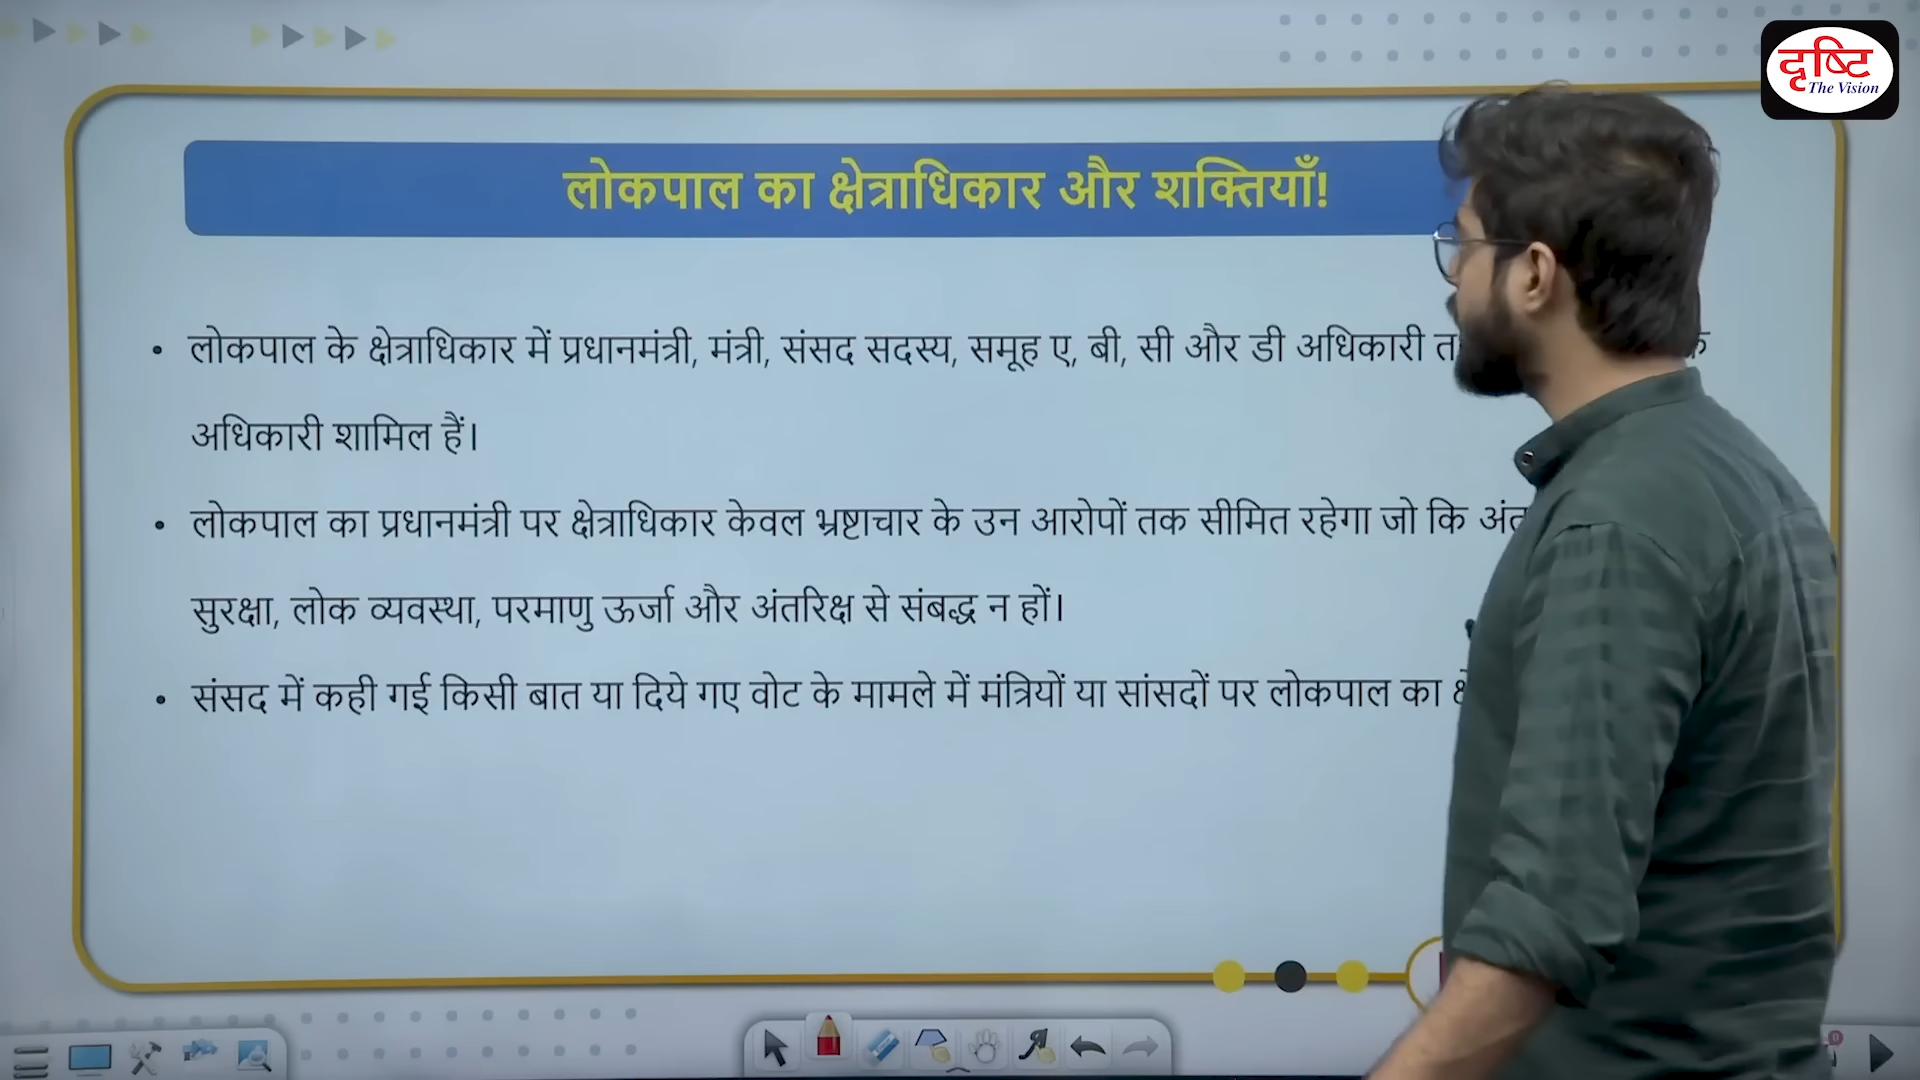 दृष्टि
The Vision
लोकपाल का क्षेत्राधिकार और शक्तियाँ!
• लोकपाल के क्षेत्राधिकार में प्रधानमंत्री, मंत्री, संसद सदस्य, समूह ए, बी, सी और डी अधिकारी
अधिकारी शामिल हैं।
• लोकपाल का प्रधानमंत्री पर क्षेत्राधिकार केवल भ्रष्टाचार के उन आरोपों तक सीमित रहेगा जो कि
सुरक्षा, लोक व्यवस्था, परमाणु ऊर्जा और अंतरिक्ष से संबद्ध न हों।
• संसद में कही गई किसी बात या दिये गए वोट के मामले में मंत्रियों या सांसदों पर लोकपाल का